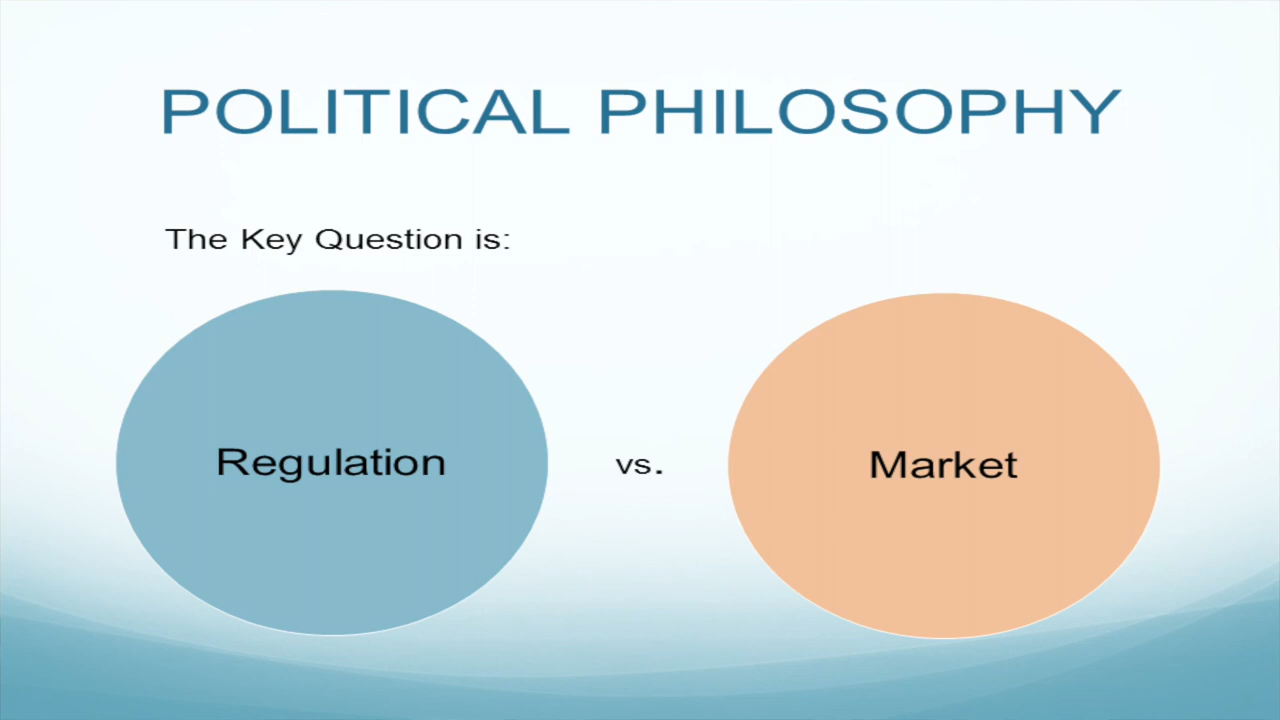 POLITICAL PHILOSOPHY
The Key Question is:
Regulation
vs.
Market